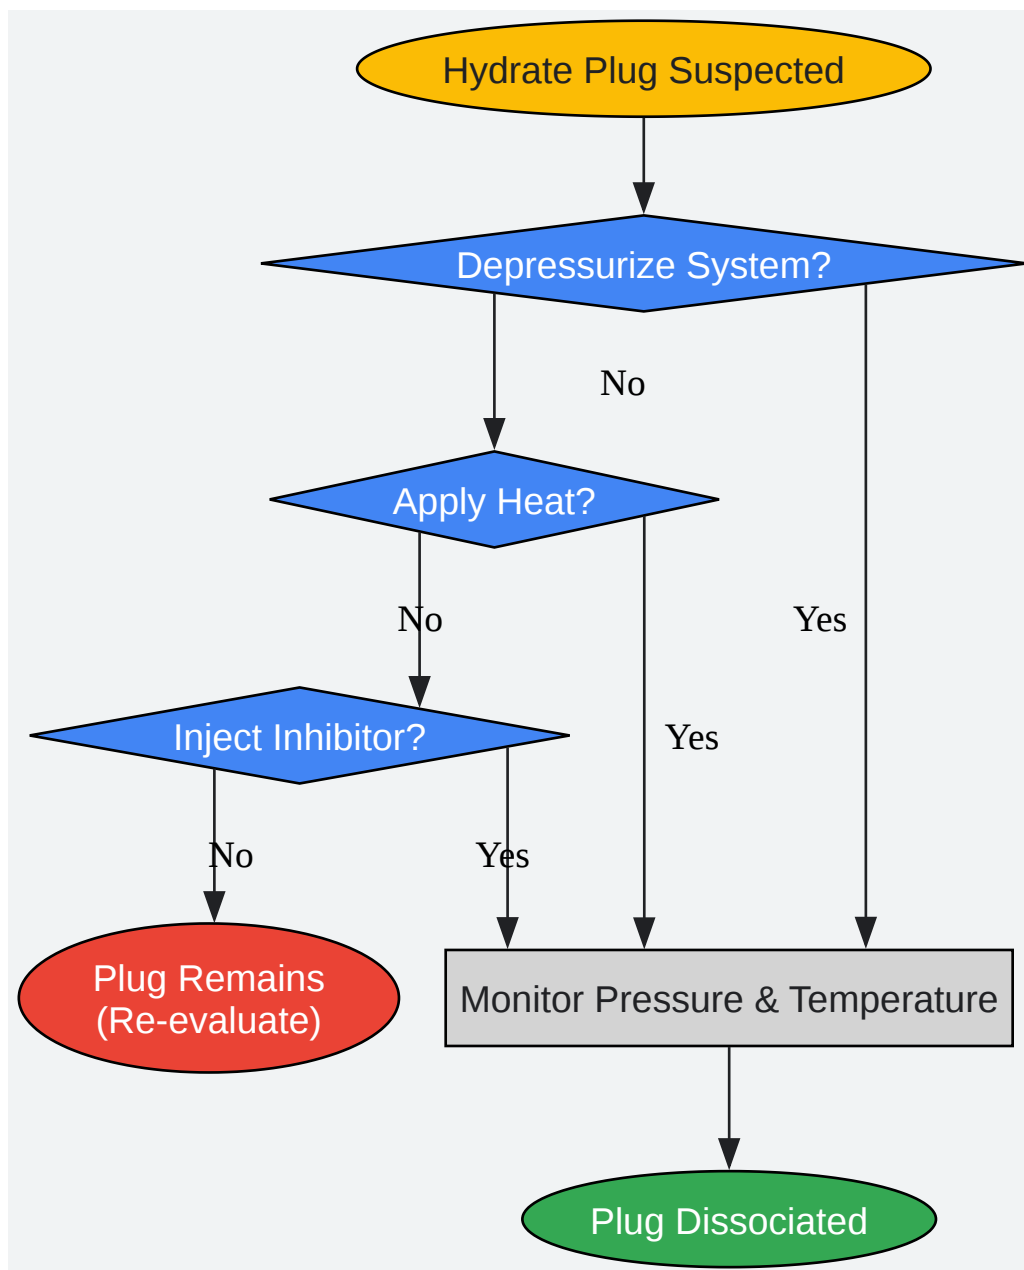 Hydrate Plug Suspected
Depressurize System?
No
Apply Heat?
No
Yes
Inject Inhibitor?
Yes
No
Yes
Plug Remains
(Re-evaluate)
Monitor Pressure & Temperature
Plug Dissociated